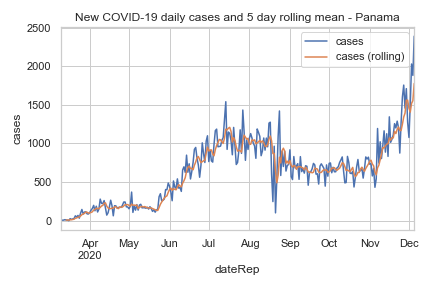 New COVID-19 daily cases and 5 day rolling mean - Panama
cases
cases (rolling)
2500
2000
1500
1000
500
0
cases
Apr
2020
May
Jun
Jul
Aug
Sep
Oct
Nov
Dec
dateRep